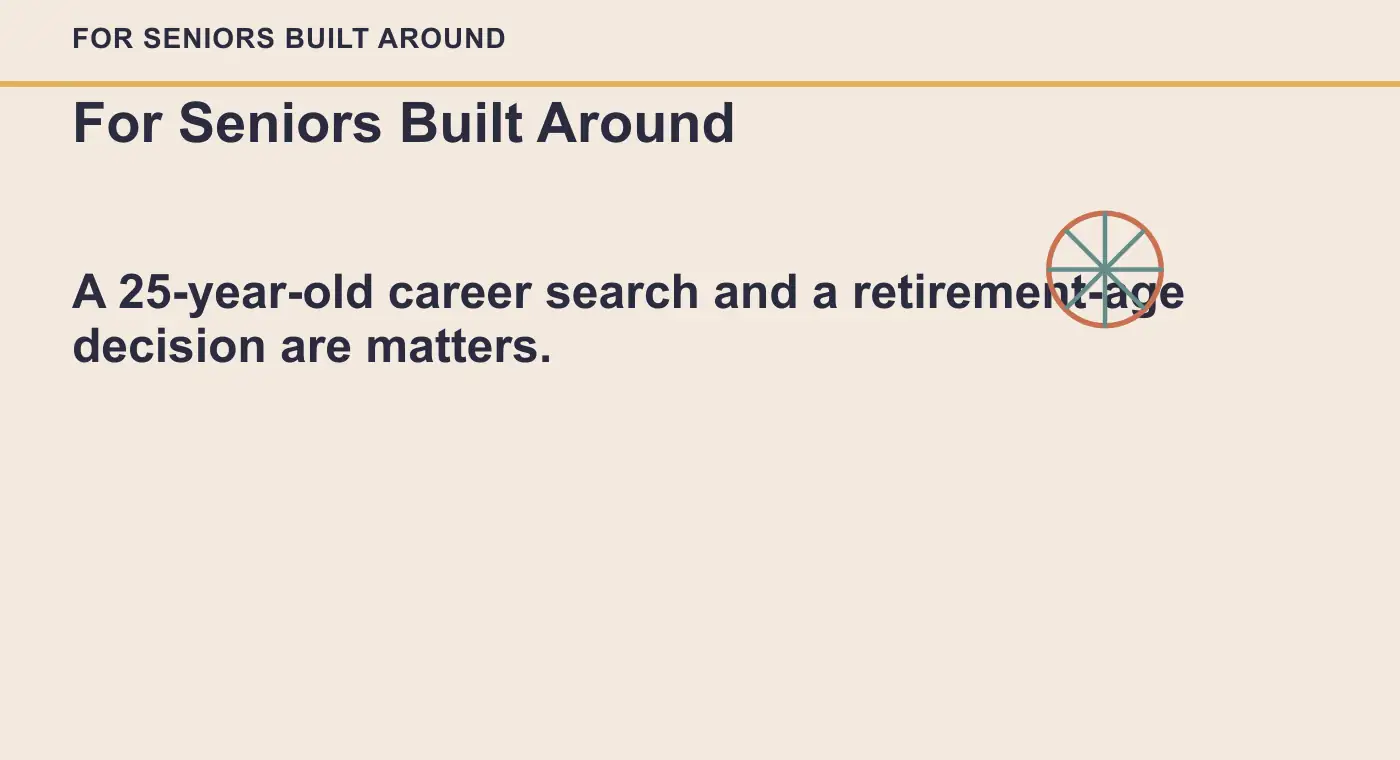 FOR SENIORS BUILT AROUND
For Seniors Built Around
A 25-year-old career search and a retirement-age
decision are matters.